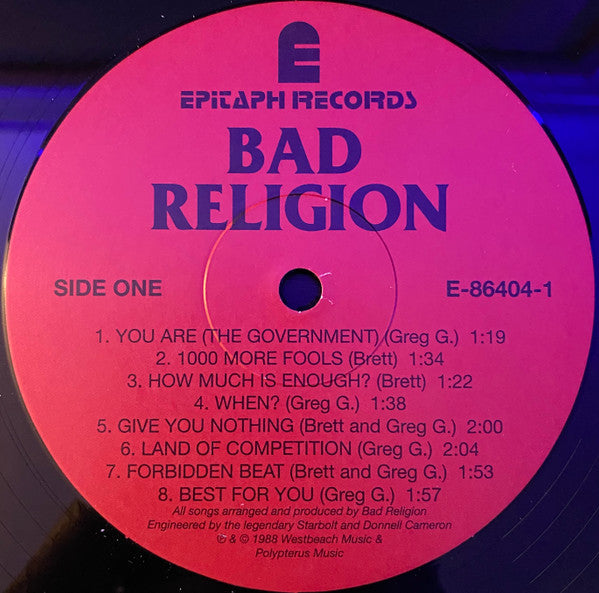 E
EPITAPH RECORDS
BAD
RELIGION
SIDE ONE
E-86404-1
1. YOU ARE (THE GOVERNMENT) (Greg G.) 1:19
2. 1000 MORE FOOLS (Brett) 1:34
3. HOW MUCH IS ENOUGH? (Brett) 1:22
4. WHEN? (Greg G.) 1:38
5. GIVE YOU NOTHING (Brett and Greg G.) 2:00
6. LAND OF COMPETITION (Greg G.) 2:04
7. FORBIDDEN BEAT (Brett and Greg G.) 1:53
8. BEST FOR YOU (Greg G.) 1:57
All songs arranged and produced by Bad Religion
Engineered by the legendary Starbolt and Donnell Cameron
℗ & © 1988 Westbeach Music &
Polypterus Music